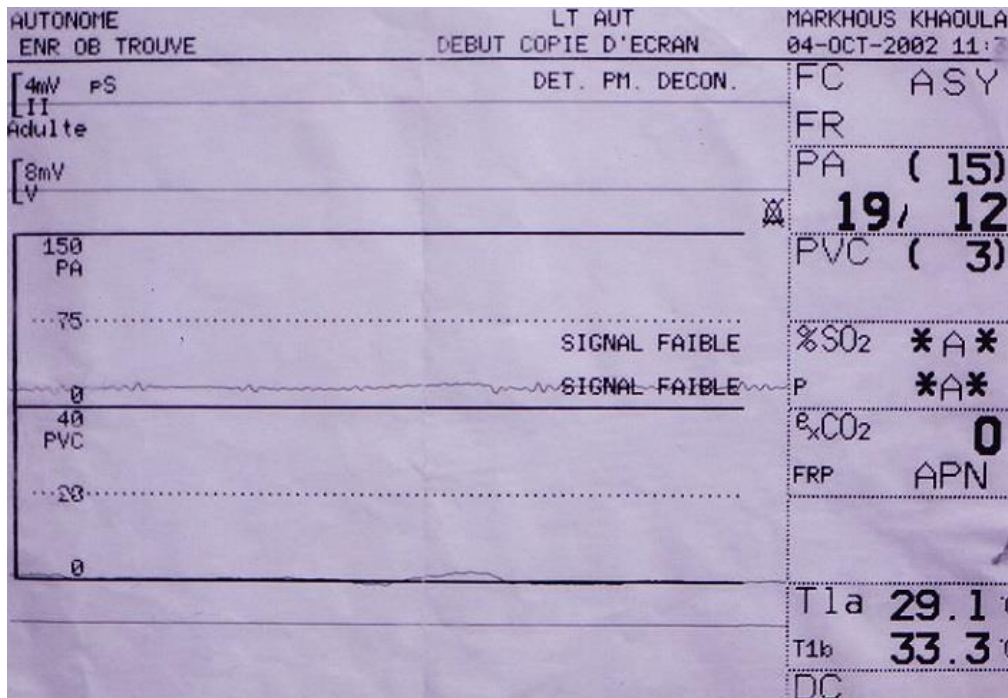 AUTONOME LT AUT MARKHOUS KHAOULA
ENR OB TROUVE DEBUT COPIE D'ECRAN 04-OCT-2002 11:
4mV pS DET. PM. DECON. FC ASY
II
Adulte FR
8mV PA ( 15)
V 19/ 12
150 PVC ( 3)
PA
75
SIGNAL FAIBLE %SO2 *A*
0 SIGNAL FAIBLE P *A*
40 exCO2 0
PVC
FRP APN
20
0
T1a 29.1
T1b 33.3
DC